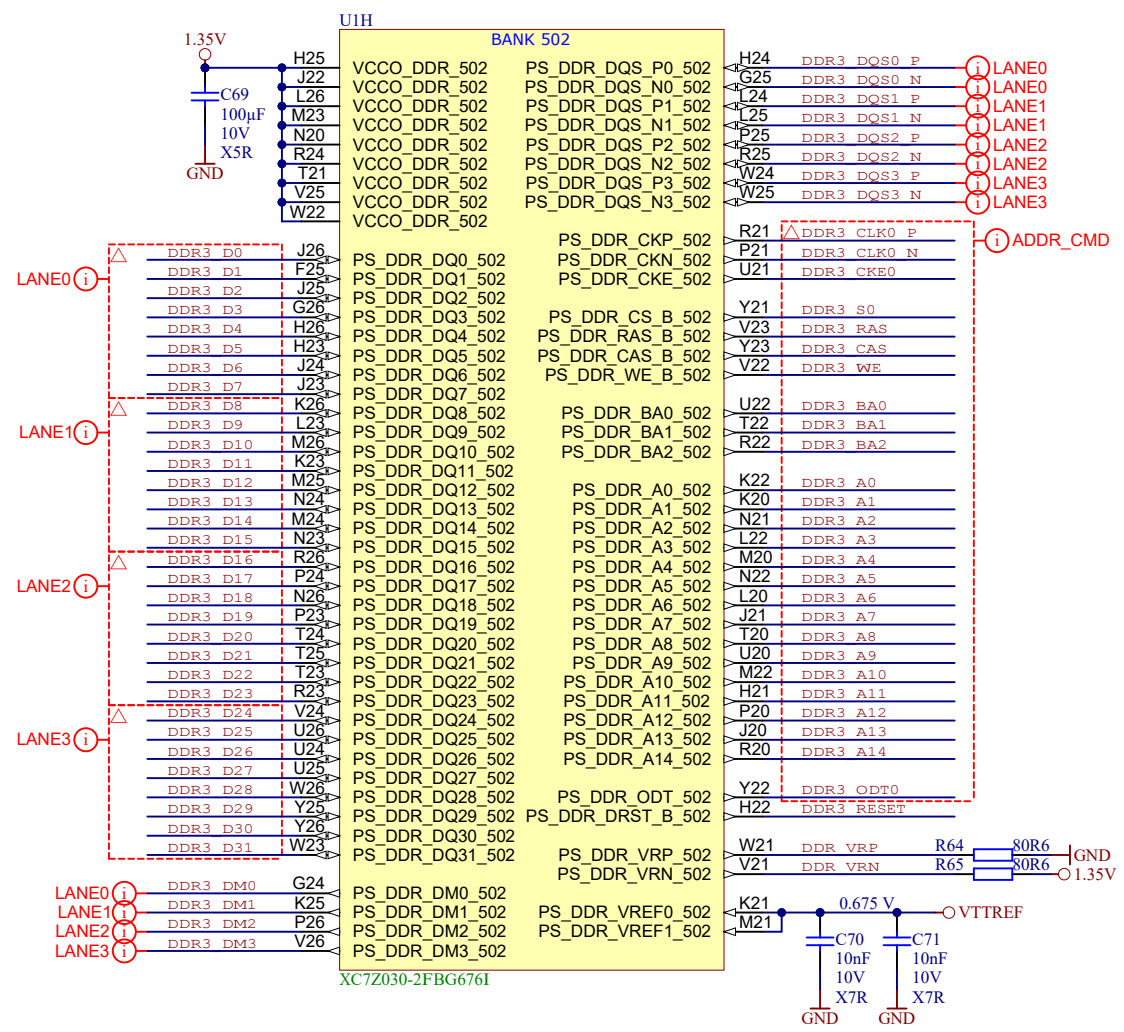 U1H
BANK 502
1.35V
C69
100µF
10V
X5R
GND
H25 VCCO_DDR_502
J22 VCCO_DDR_502
L26 VCCO_DDR_502
M23 VCCO_DDR_502
N20 VCCO_DDR_502
R24 VCCO_DDR_502
T21 VCCO_DDR_502
V25 VCCO_DDR_502
W22 VCCO_DDR_502
LANE0 i
DDR3_D0 J26 PS_DDR_DQ0_502
DDR3_D1 F25 PS_DDR_DQ1_502
DDR3_D2 J25 PS_DDR_DQ2_502
DDR3_D3 G26 PS_DDR_DQ3_502
DDR3_D4 H26 PS_DDR_DQ4_502
DDR3_D5 H23 PS_DDR_DQ5_502
DDR3_D6 J24 PS_DDR_DQ6_502
DDR3_D7 J23 PS_DDR_DQ7_502
LANE1 i
DDR3_D8 K26 PS_DDR_DQ8_502
DDR3_D9 L23 PS_DDR_DQ9_502
DDR3_D10 M26 PS_DDR_DQ10_502
DDR3_D11 K23 PS_DDR_DQ11_502
DDR3_D12 M25 PS_DDR_DQ12_502
DDR3_D13 N24 PS_DDR_DQ13_502
DDR3_D14 M24 PS_DDR_DQ14_502
DDR3_D15 N23 PS_DDR_DQ15_502
LANE2 i
DDR3_D16 R26 PS_DDR_DQ16_502
DDR3_D17 P24 PS_DDR_DQ17_502
DDR3_D18 N26 PS_DDR_DQ18_502
DDR3_D19 P23 PS_DDR_DQ19_502
DDR3_D20 T24 PS_DDR_DQ20_502
DDR3_D21 T25 PS_DDR_DQ21_502
DDR3_D22 T23 PS_DDR_DQ22_502
DDR3_D23 R23 PS_DDR_DQ23_502
LANE3 i
DDR3_D24 V24 PS_DDR_DQ24_502
DDR3_D25 U26 PS_DDR_DQ25_502
DDR3_D26 U24 PS_DDR_DQ26_502
DDR3_D27 U25 PS_DDR_DQ27_502
DDR3_D28 W26 PS_DDR_DQ28_502
DDR3_D29 Y25 PS_DDR_DQ29_502
DDR3_D30 Y26 PS_DDR_DQ30_502
DDR3_D31 W23 PS_DDR_DQ31_502
LANE0 i DDR3_DM0 G24 PS_DDR_DM0_502
LANE1 i DDR3_DM1 K25 PS_DDR_DM1_502
LANE2 i DDR3_DM2 P26 PS_DDR_DM2_502
LANE3 i DDR3_DM3 V26 PS_DDR_DM3_502
PS_DDR_DQS_P0_502 H24 DDR3_DQS0_P i LANE0
PS_DDR_DQS_N0_502 G25 DDR3_DQS0_N i LANE0
PS_DDR_DQS_P1_502 L24 DDR3_DQS1_P i LANE1
PS_DDR_DQS_N1_502 L25 DDR3_DQS1_N i LANE1
PS_DDR_DQS_P2_502 P25 DDR3_DQS2_P i LANE2
PS_DDR_DQS_N2_502 R25 DDR3_DQS2_N i LANE2
PS_DDR_DQS_P3_502 W24 DDR3_DQS3_P i LANE3
PS_DDR_DQS_N3_502 W25 DDR3_DQS3_N i LANE3
PS_DDR_CKP_502 R21 DDR3_CLK0_P i ADDR_CMD
PS_DDR_CKN_502 P21 DDR3_CLK0_N
PS_DDR_CKE_502 U21 DDR3_CKE0
PS_DDR_CS_B_502 Y21 DDR3_S0
PS_DDR_RAS_B_502 V23 DDR3_RAS
PS_DDR_CAS_B_502 Y23 DDR3_CAS
PS_DDR_WE_B_502 V22 DDR3_WE
PS_DDR_BA0_502 U22 DDR3_BA0
PS_DDR_BA1_502 T22 DDR3_BA1
PS_DDR_BA2_502 R22 DDR3_BA2
PS_DDR_A0_502 K22 DDR3_A0
PS_DDR_A1_502 K20 DDR3_A1
PS_DDR_A2_502 N21 DDR3_A2
PS_DDR_A3_502 L22 DDR3_A3
PS_DDR_A4_502 M20 DDR3_A4
PS_DDR_A5_502 N22 DDR3_A5
PS_DDR_A6_502 L20 DDR3_A6
PS_DDR_A7_502 J21 DDR3_A7
PS_DDR_A8_502 T20 DDR3_A8
PS_DDR_A9_502 U20 DDR3_A9
PS_DDR_A10_502 M22 DDR3_A10
PS_DDR_A11_502 H21 DDR3_A11
PS_DDR_A12_502 P20 DDR3_A12
PS_DDR_A13_502 J20 DDR3_A13
PS_DDR_A14_502 R20 DDR3_A14
PS_DDR_ODT_502 Y22 DDR3_ODT0
PS_DDR_DRST_B_502 H22 DDR3_RESET
PS_DDR_VRP_502 W21 DDR_VRP R64 80R6 GND
PS_DDR_VRN_502 V21 DDR_VRN R65 80R6 1.35V
PS_DDR_VREF0_502 K21 0.675 V VTTREF
PS_DDR_VREF1_502 M21
C70
10nF
10V
X7R
GND
C71
10nF
10V
X7R
GND
XC7Z030-2FBG676I